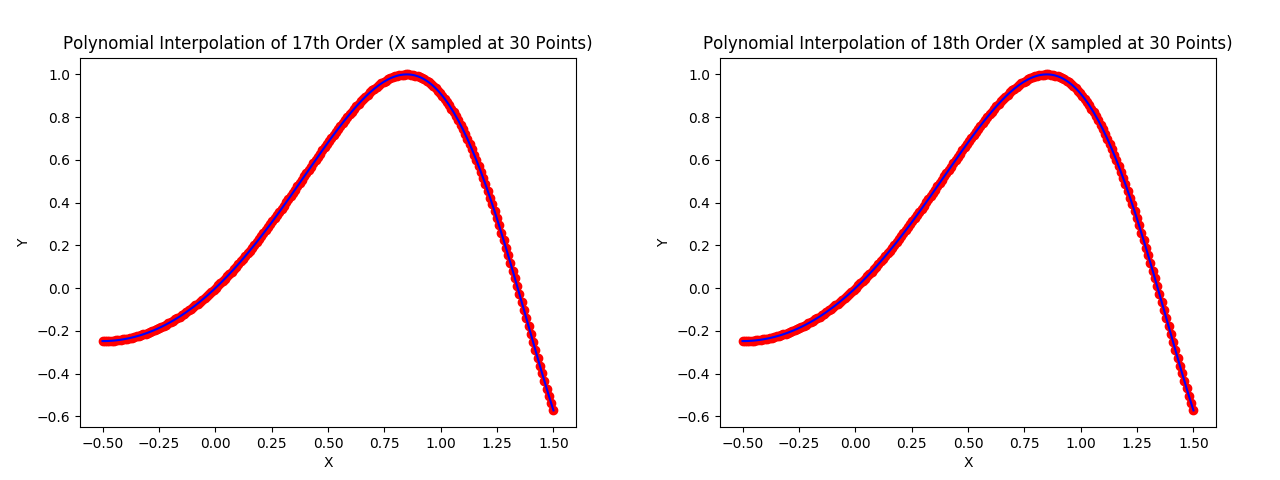 Polynomial Interpolation of 17th Order (X sampled at 30 Points)
1.0
0.8
0.6
0.4
0.2
0.0
−0.2
−0.4
−0.6
Y
−0.50 −0.25 0.00 0.25 0.50 0.75 1.00 1.25 1.50
X
Polynomial Interpolation of 18th Order (X sampled at 30 Points)
1.0
0.8
0.6
0.4
0.2
0.0
−0.2
−0.4
−0.6
Y
−0.50 −0.25 0.00 0.25 0.50 0.75 1.00 1.25 1.50
X